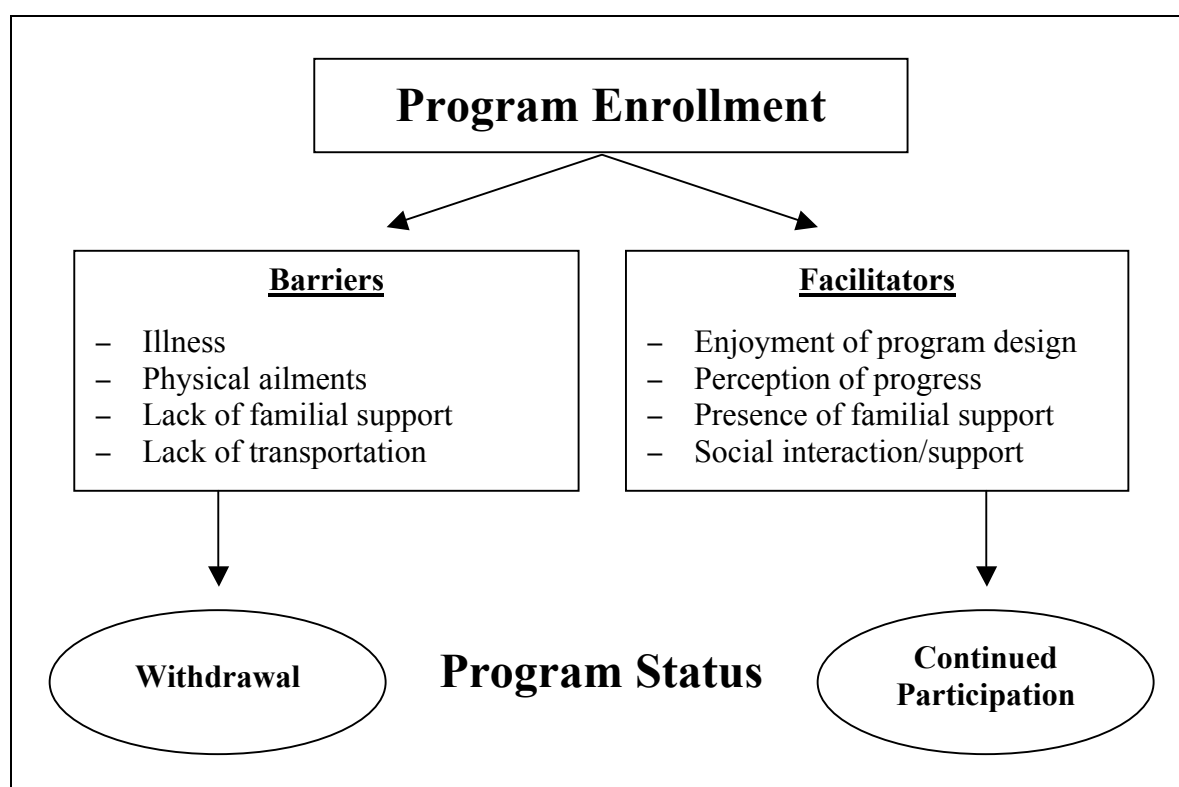 Program Enrollment
Barriers
– Illness
– Physical ailments
– Lack of familial support
– Lack of transportation
Facilitators
– Enjoyment of program design
– Perception of progress
– Presence of familial support
– Social interaction/support
Withdrawal
Program Status
Continued
Participation